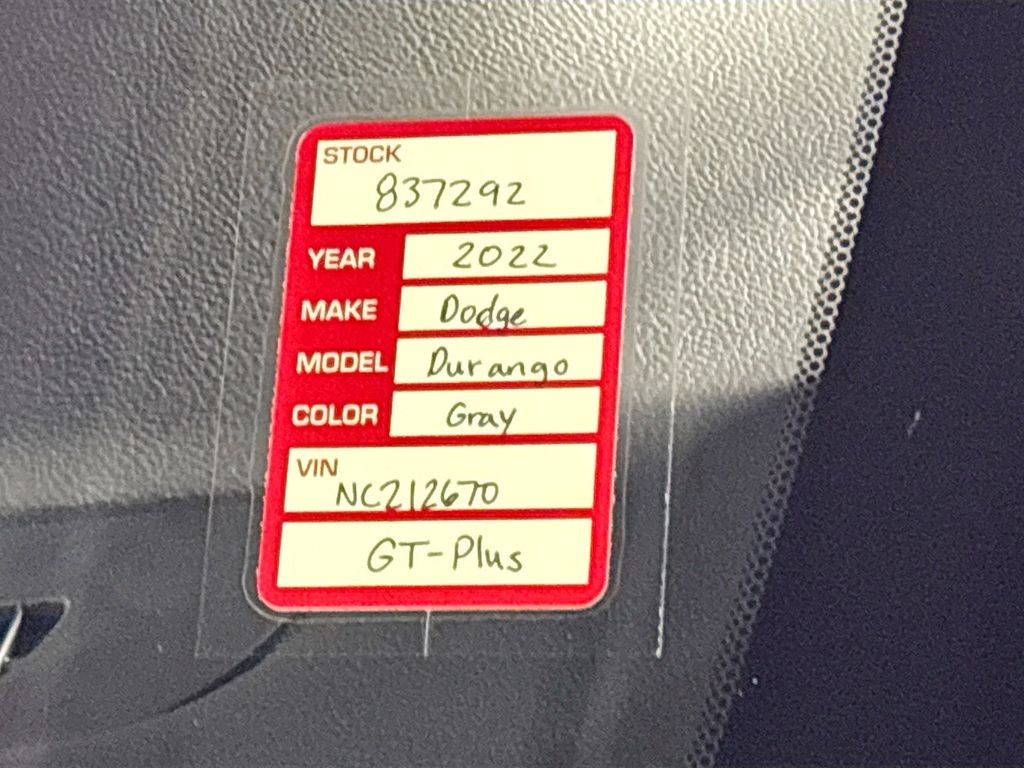 STOCK
837292
YEAR 2022
MAKE Dodge
MODEL Durango
COLOR Gray
VIN
NC212670
GT-Plus